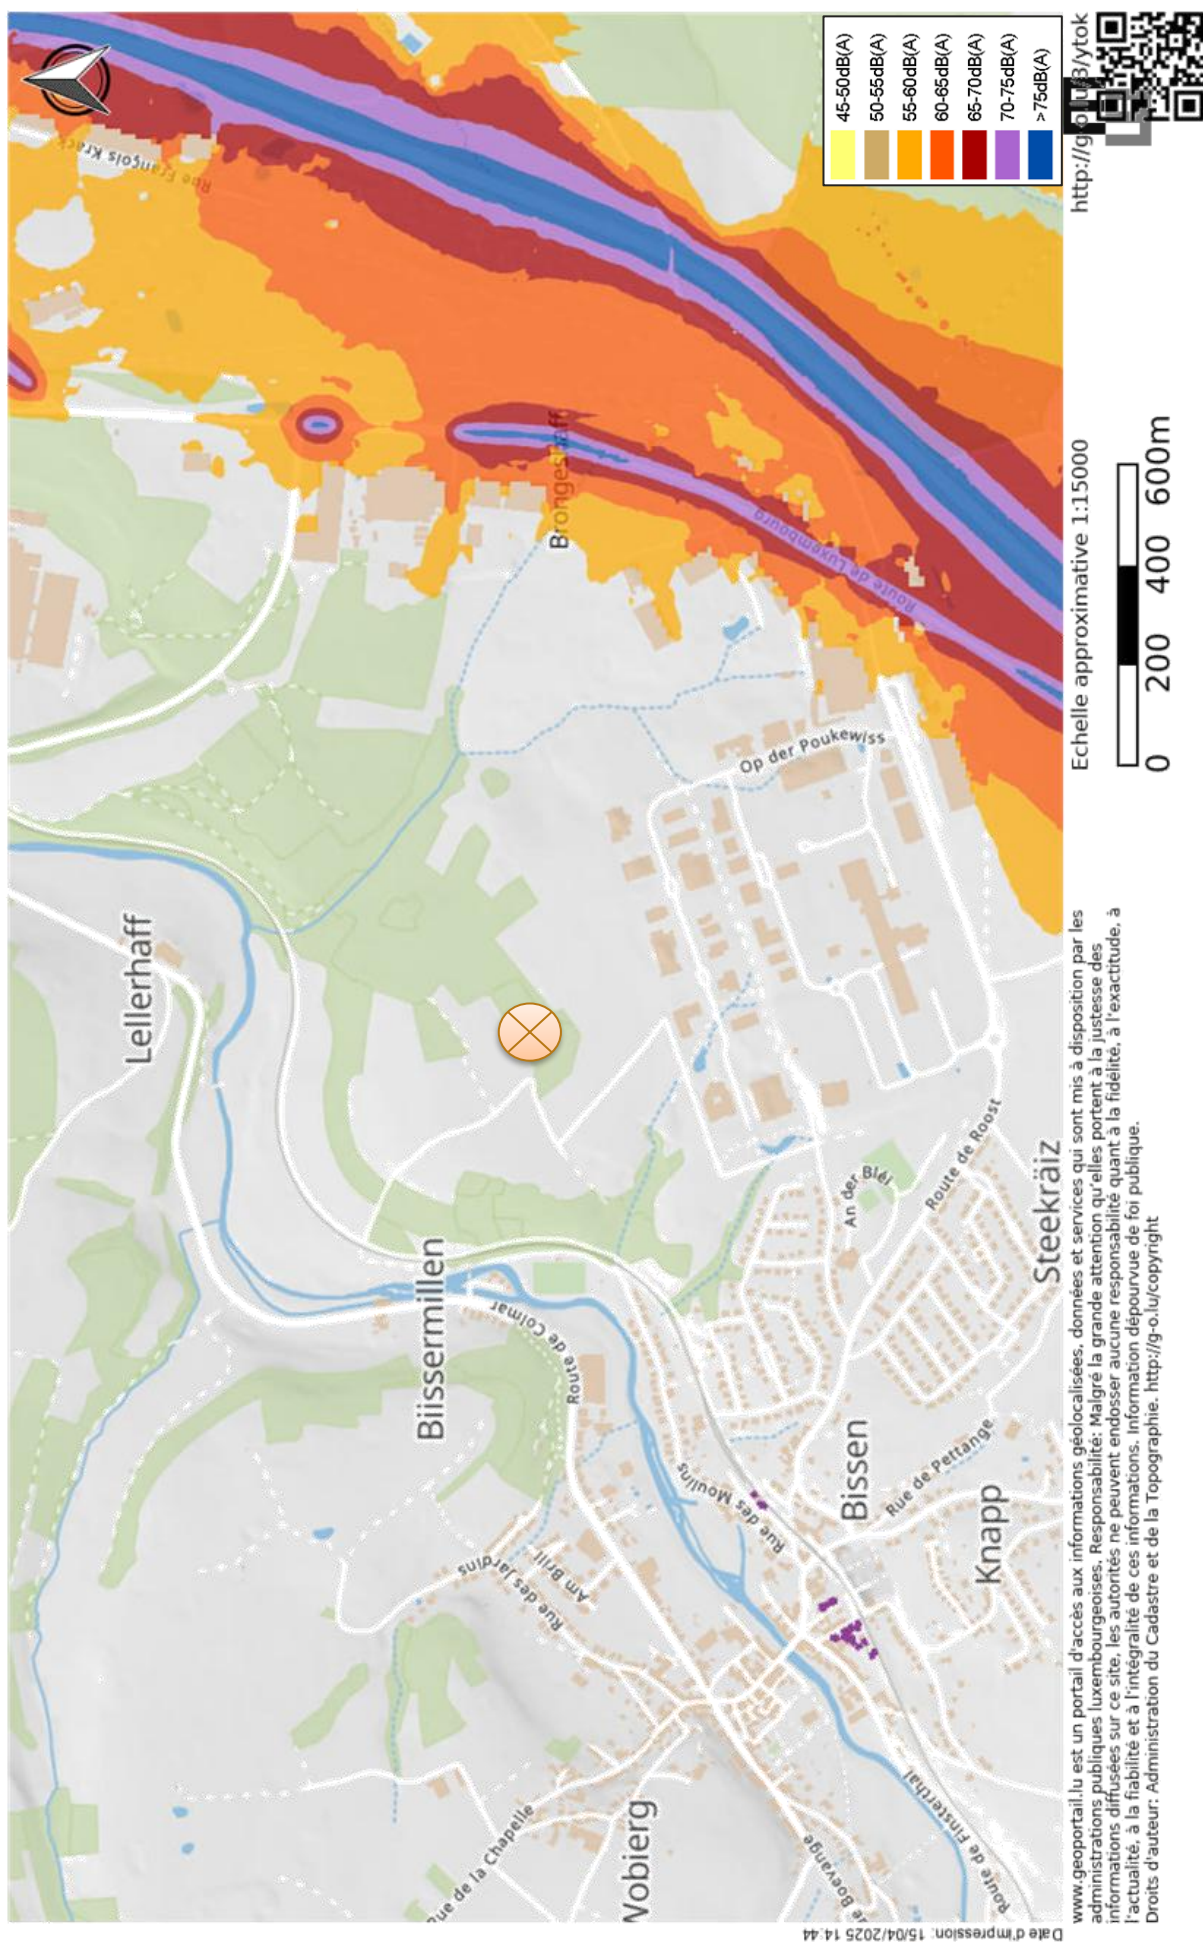 Rue François Krack
Lellerhaff
Brongeshaff
Route de Luxembourg
Op der Poukewiss
Biissermillen
Route de Colmar
An der Bléi
Route de Roost
Steekräiz
Rue des Moulins
Bissen
Rue de Pettange
Knapp
Rue des Jardins
Am Brill
Rue de la Chapelle
Wobierg
Route de Finsterthal
45-50dB(A)
50-55dB(A)
55-60dB(A)
60-65dB(A)
65-70dB(A)
70-75dB(A)
>75dB(A)
Date d'impression: 15/04/2025 14:44
www.geoportail.lu est un portail d'accès aux informations géolocalisées, données et services qui sont mis à disposition par les
administrations publiques luxembourgeoises. Responsabilité: Malgré la grande attention qu'elles portent à la justesse des
informations diffusées sur ce site, les autorités ne peuvent endosser aucune responsabilité quant à la fidélité, à l'exactitude, à
l'actualité, à la fiabilité et à l'intégralité de ces informations. Information dépourvue de foi publique.
Droits d'auteur: Administration du Cadastre et de la Topographie. http://g-o.lu/copyright
Echelle approximative 1:15000
0 200 400 600m
http://g-o.lu/3/ytok